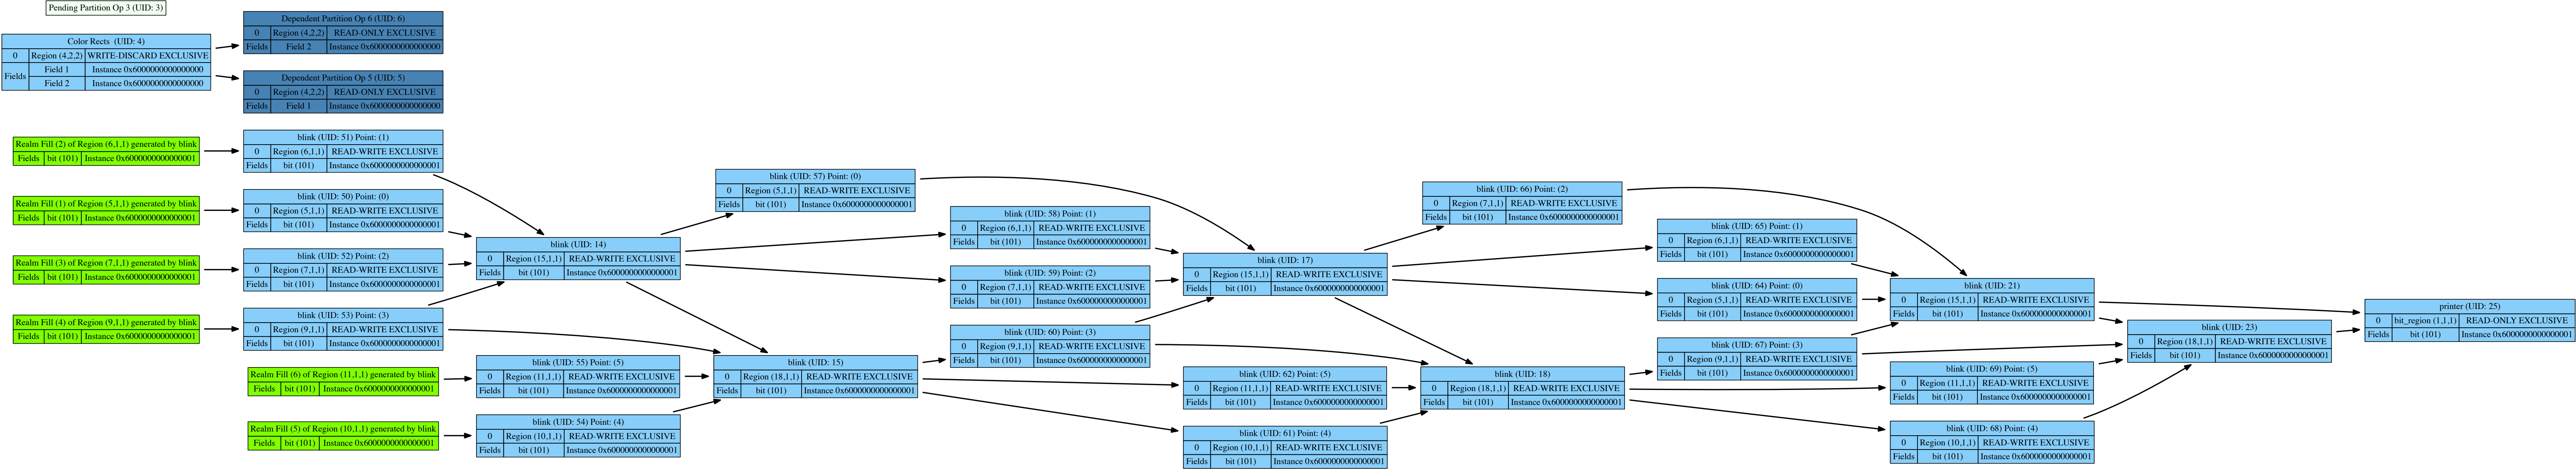 Pending Partition Op 3 (UID: 3)
Color Rects  (UID: 4)
0 Region (4,2,2) WRITE-DISCARD EXCLUSIVE
Fields Field 1 Instance 0x6000000000000000
Field 2 Instance 0x6000000000000000
Dependent Partition Op 6 (UID: 6)
0 Region (4,2,2) READ-ONLY EXCLUSIVE
Fields Field 2 Instance 0x6000000000000000
Dependent Partition Op 5 (UID: 5)
0 Region (4,2,2) READ-ONLY EXCLUSIVE
Fields Field 1 Instance 0x6000000000000000
Realm Fill (2) of Region (6,1,1) generated by blink
Fields bit (101) Instance 0x6000000000000001
Realm Fill (1) of Region (5,1,1) generated by blink
Fields bit (101) Instance 0x6000000000000001
Realm Fill (3) of Region (7,1,1) generated by blink
Fields bit (101) Instance 0x6000000000000001
Realm Fill (4) of Region (9,1,1) generated by blink
Fields bit (101) Instance 0x6000000000000001
Realm Fill (6) of Region (11,1,1) generated by blink
Fields bit (101) Instance 0x6000000000000001
Realm Fill (5) of Region (10,1,1) generated by blink
Fields bit (101) Instance 0x6000000000000001
blink (UID: 51) Point: (1)
0 Region (6,1,1) READ-WRITE EXCLUSIVE
Fields bit (101) Instance 0x6000000000000001
blink (UID: 50) Point: (0)
0 Region (5,1,1) READ-WRITE EXCLUSIVE
Fields bit (101) Instance 0x6000000000000001
blink (UID: 52) Point: (2)
0 Region (7,1,1) READ-WRITE EXCLUSIVE
Fields bit (101) Instance 0x6000000000000001
blink (UID: 53) Point: (3)
0 Region (9,1,1) READ-WRITE EXCLUSIVE
Fields bit (101) Instance 0x6000000000000001
blink (UID: 14)
0 Region (15,1,1) READ-WRITE EXCLUSIVE
Fields bit (101) Instance 0x6000000000000001
blink (UID: 55) Point: (5)
0 Region (11,1,1) READ-WRITE EXCLUSIVE
Fields bit (101) Instance 0x6000000000000001
blink (UID: 54) Point: (4)
0 Region (10,1,1) READ-WRITE EXCLUSIVE
Fields bit (101) Instance 0x6000000000000001
blink (UID: 57) Point: (0)
0 Region (5,1,1) READ-WRITE EXCLUSIVE
Fields bit (101) Instance 0x6000000000000001
blink (UID: 15)
0 Region (18,1,1) READ-WRITE EXCLUSIVE
Fields bit (101) Instance 0x6000000000000001
blink (UID: 58) Point: (1)
0 Region (6,1,1) READ-WRITE EXCLUSIVE
Fields bit (101) Instance 0x6000000000000001
blink (UID: 59) Point: (2)
0 Region (7,1,1) READ-WRITE EXCLUSIVE
Fields bit (101) Instance 0x6000000000000001
blink (UID: 60) Point: (3)
0 Region (9,1,1) READ-WRITE EXCLUSIVE
Fields bit (101) Instance 0x6000000000000001
blink (UID: 17)
0 Region (15,1,1) READ-WRITE EXCLUSIVE
Fields bit (101) Instance 0x6000000000000001
blink (UID: 62) Point: (5)
0 Region (11,1,1) READ-WRITE EXCLUSIVE
Fields bit (101) Instance 0x6000000000000001
blink (UID: 61) Point: (4)
0 Region (10,1,1) READ-WRITE EXCLUSIVE
Fields bit (101) Instance 0x6000000000000001
blink (UID: 66) Point: (2)
0 Region (7,1,1) READ-WRITE EXCLUSIVE
Fields bit (101) Instance 0x6000000000000001
blink (UID: 18)
0 Region (18,1,1) READ-WRITE EXCLUSIVE
Fields bit (101) Instance 0x6000000000000001
blink (UID: 65) Point: (1)
0 Region (6,1,1) READ-WRITE EXCLUSIVE
Fields bit (101) Instance 0x6000000000000001
blink (UID: 64) Point: (0)
0 Region (5,1,1) READ-WRITE EXCLUSIVE
Fields bit (101) Instance 0x6000000000000001
blink (UID: 67) Point: (3)
0 Region (9,1,1) READ-WRITE EXCLUSIVE
Fields bit (101) Instance 0x6000000000000001
blink (UID: 21)
0 Region (15,1,1) READ-WRITE EXCLUSIVE
Fields bit (101) Instance 0x6000000000000001
blink (UID: 69) Point: (5)
0 Region (11,1,1) READ-WRITE EXCLUSIVE
Fields bit (101) Instance 0x6000000000000001
blink (UID: 68) Point: (4)
0 Region (10,1,1) READ-WRITE EXCLUSIVE
Fields bit (101) Instance 0x6000000000000001
blink (UID: 23)
0 Region (18,1,1) READ-WRITE EXCLUSIVE
Fields bit (101) Instance 0x6000000000000001
printer (UID: 25)
0 bit_region (1,1,1) READ-ONLY EXCLUSIVE
Fields bit (101) Instance 0x6000000000000001